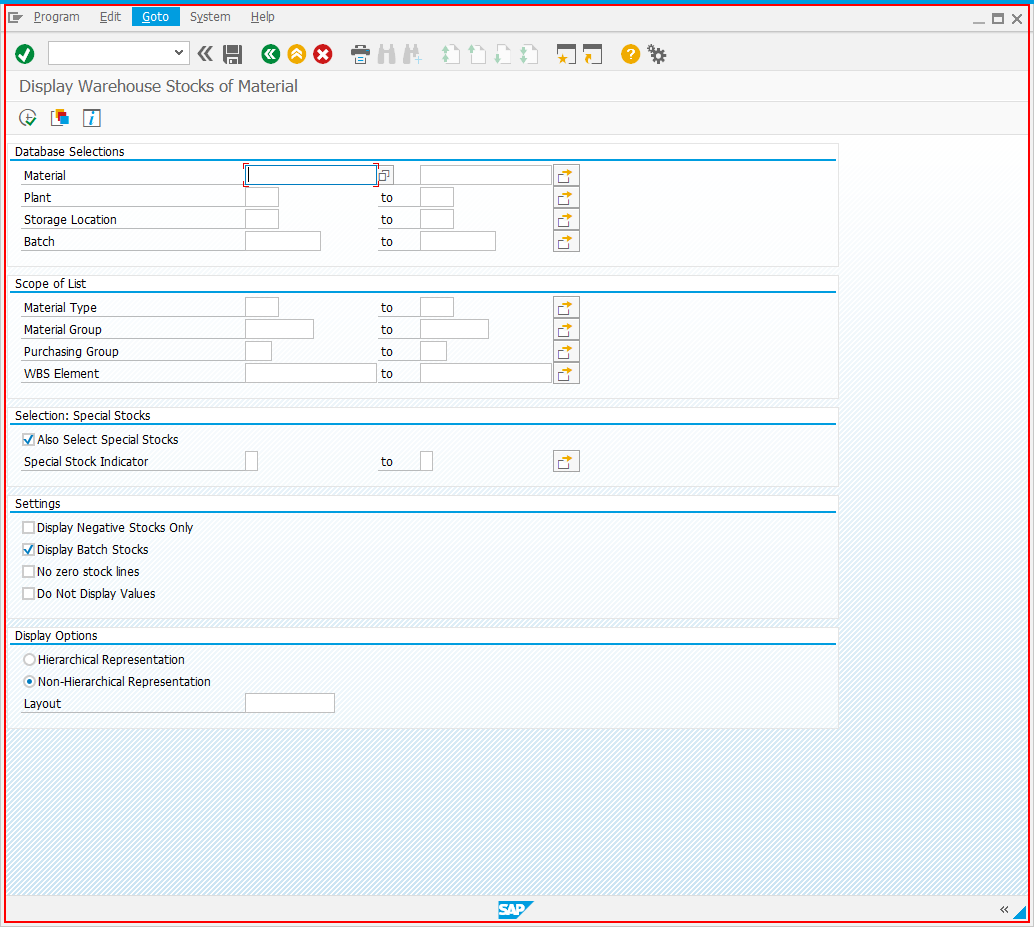 Program Edit Goto System Help
Display Warehouse Stocks of Material
Database Selections
Material
Plant to
Storage Location to
Batch to
Scope of List
Material Type to
Material Group to
Purchasing Group to
WBS Element to
Selection: Special Stocks
Also Select Special Stocks
Special Stock Indicator to
Settings
Display Negative Stocks Only
Display Batch Stocks
No zero stock lines
Do Not Display Values
Display Options
Hierarchical Representation
Non-Hierarchical Representation
Layout
SAP